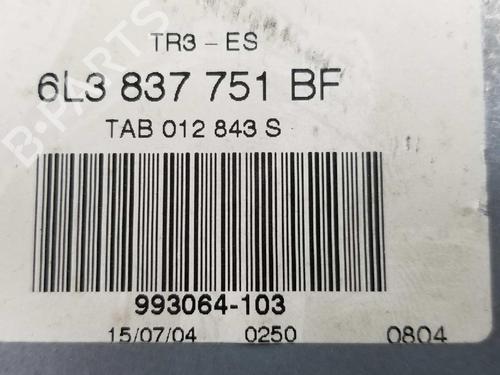 TR3 - ES
6L3 837 751 BF
TAB 012 843 S
993064-103
15/07/04 0250 0804
B-PARTS